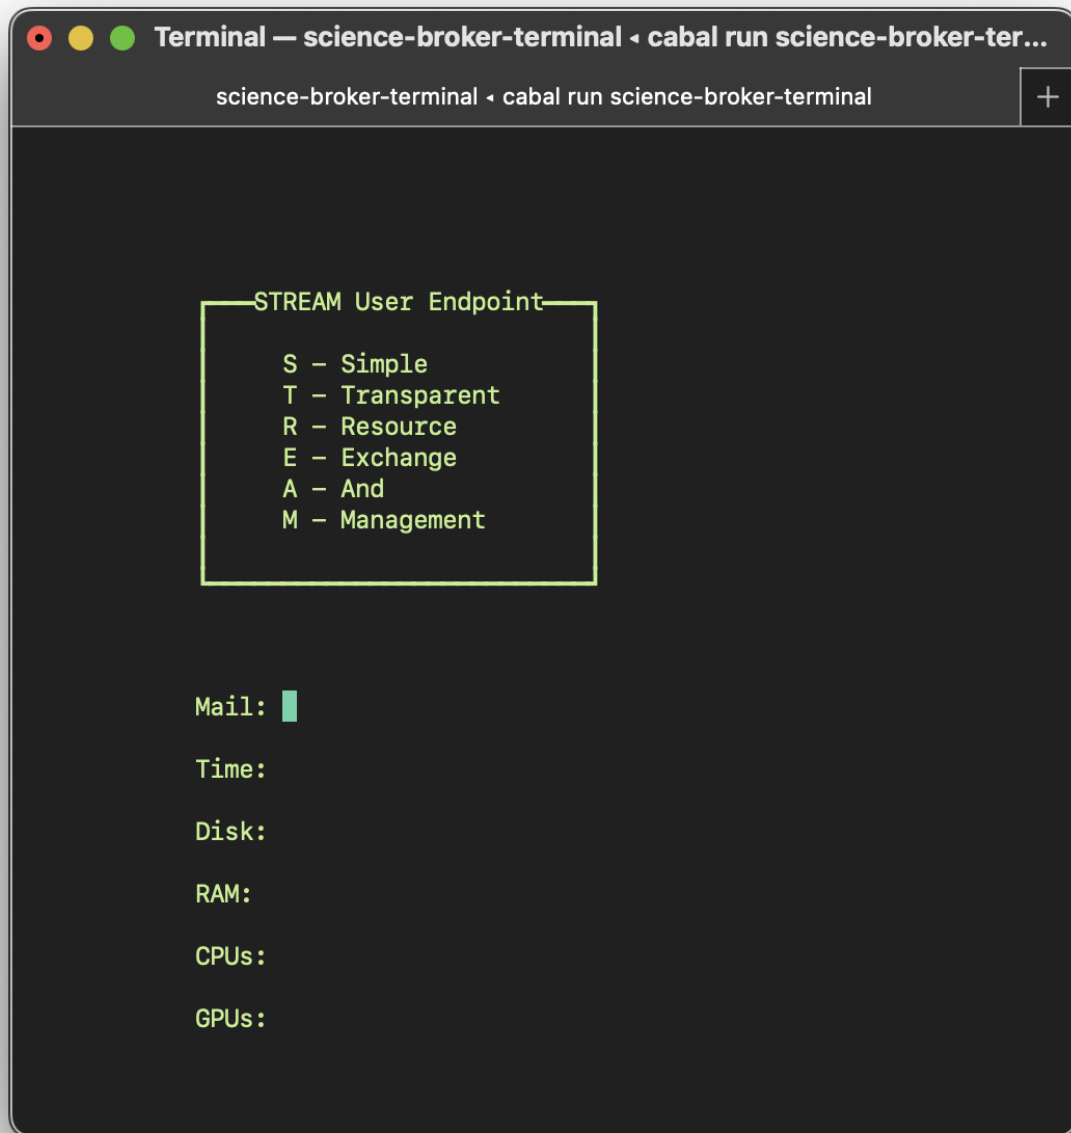 Terminal — science-broker-terminal ◂ cabal run science-broker-ter...
science-broker-terminal ◂ cabal run science-broker-terminal
+
STREAM User Endpoint
S – Simple
T – Transparent
R – Resource
E – Exchange
A – And
M – Management
Mail:
Time:
Disk:
RAM:
CPUs:
GPUs: